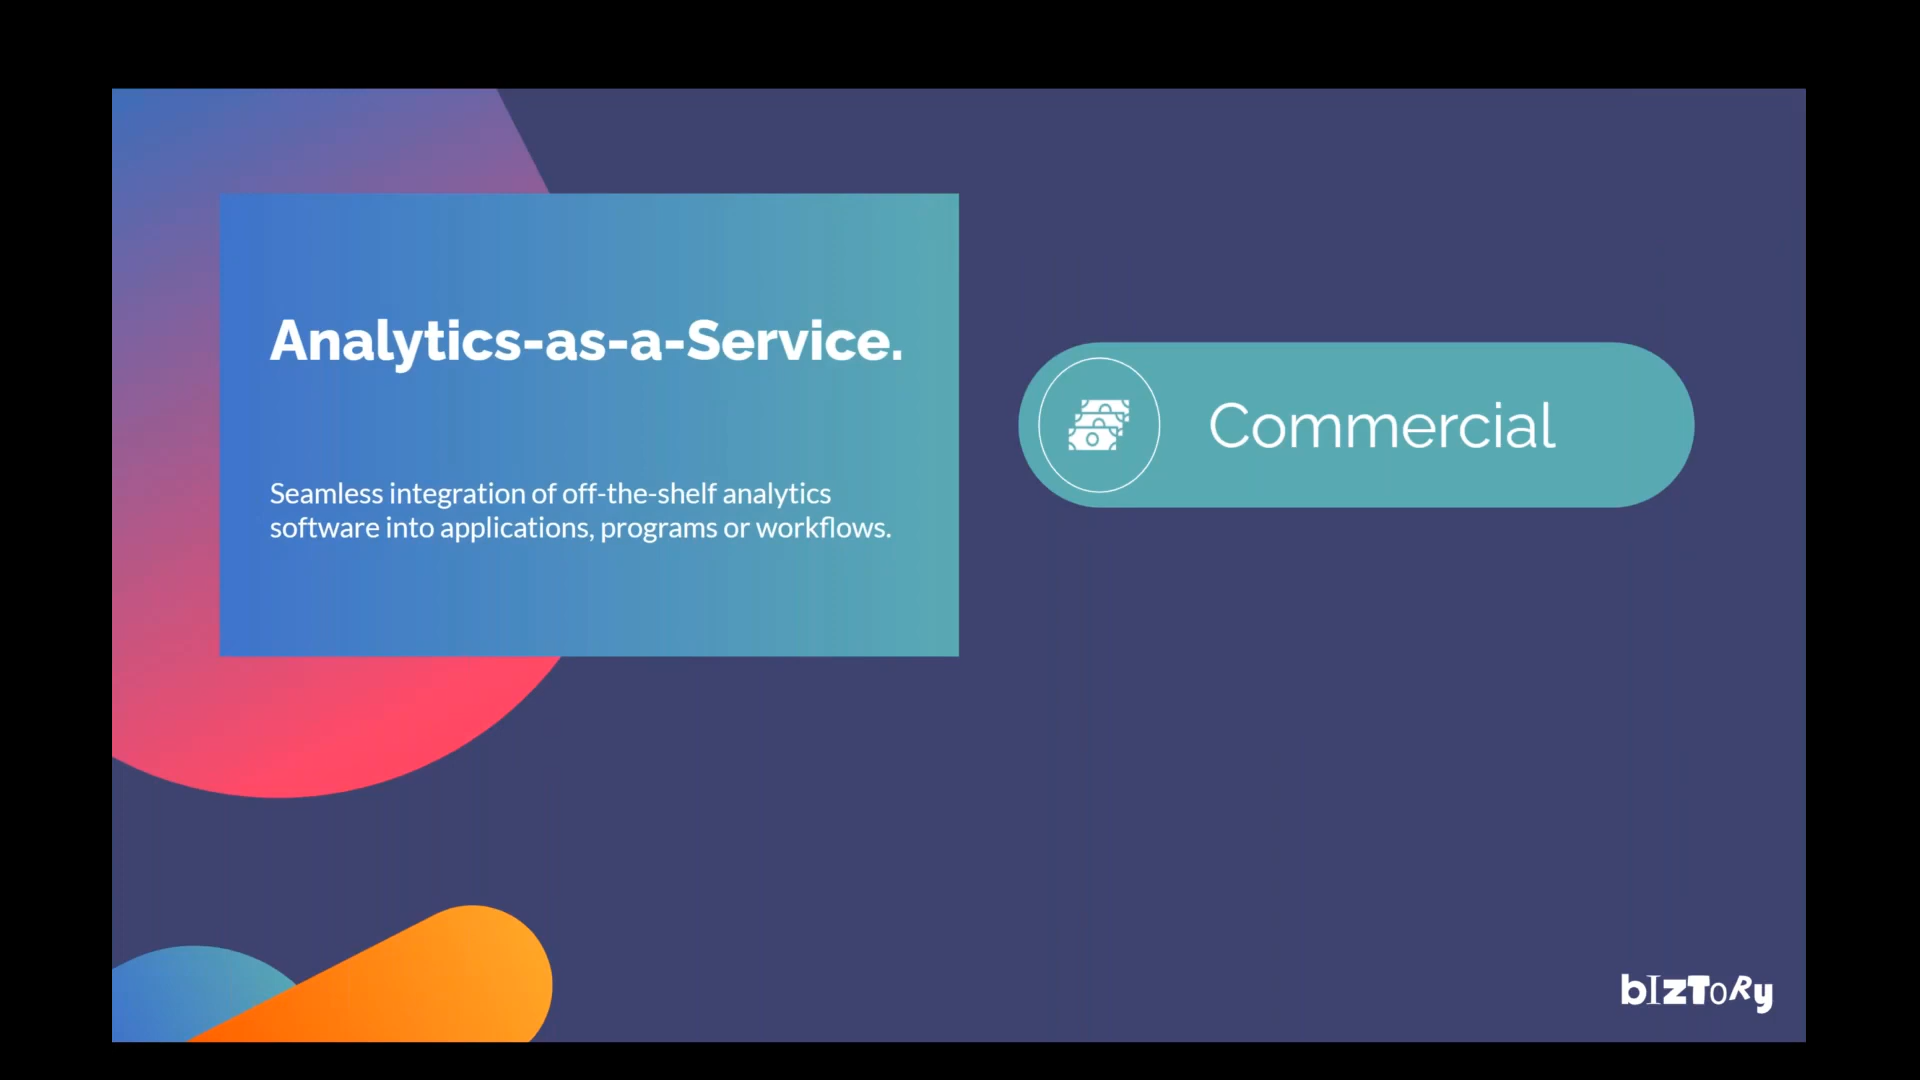 Analytics-as-a-Service.
Seamless integration of off-the-shelf analytics
software into applications, programs or workflows.
Commercial
bIzToRy